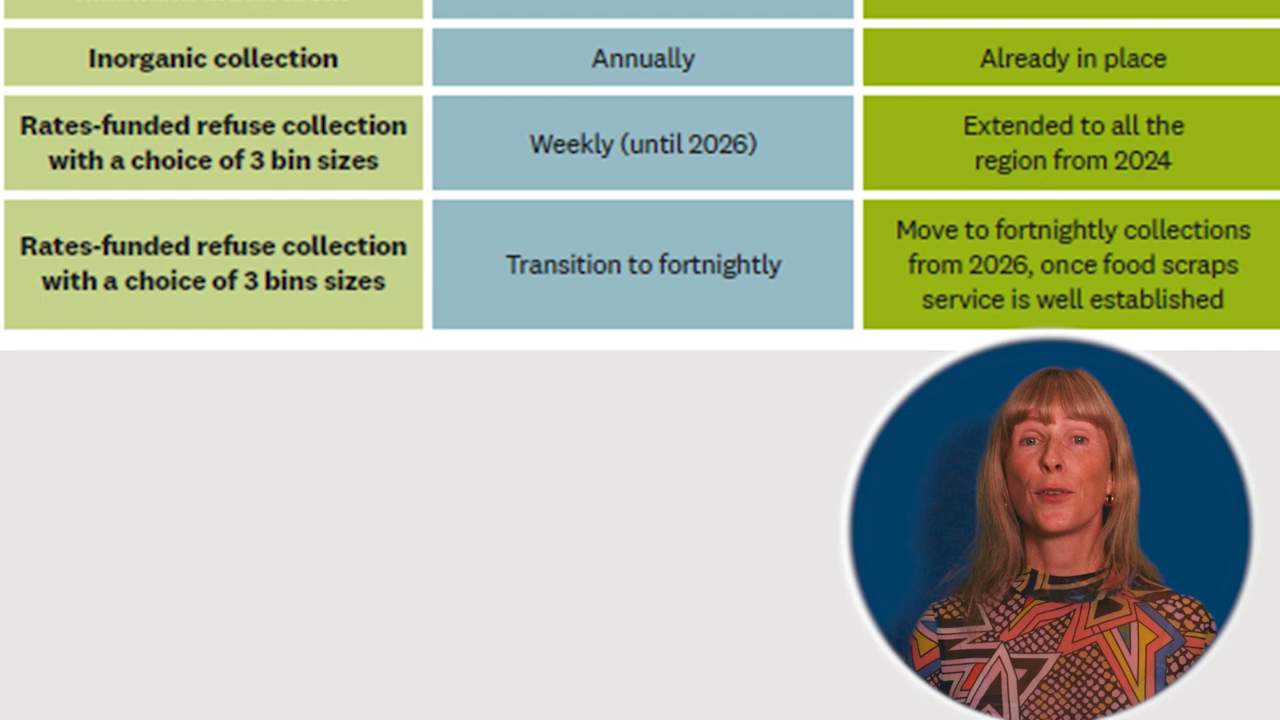 Inorganic collection
Annually
Already in place
Rates-funded refuse collection
with a choice of 3 bin sizes
Weekly (until 2026)
Extended to all the
region from 2024
Rates-funded refuse collection
with a choice of 3 bins sizes
Transition to fortnightly
Move to fortnightly collections
from 2026, once food scraps
service is well established